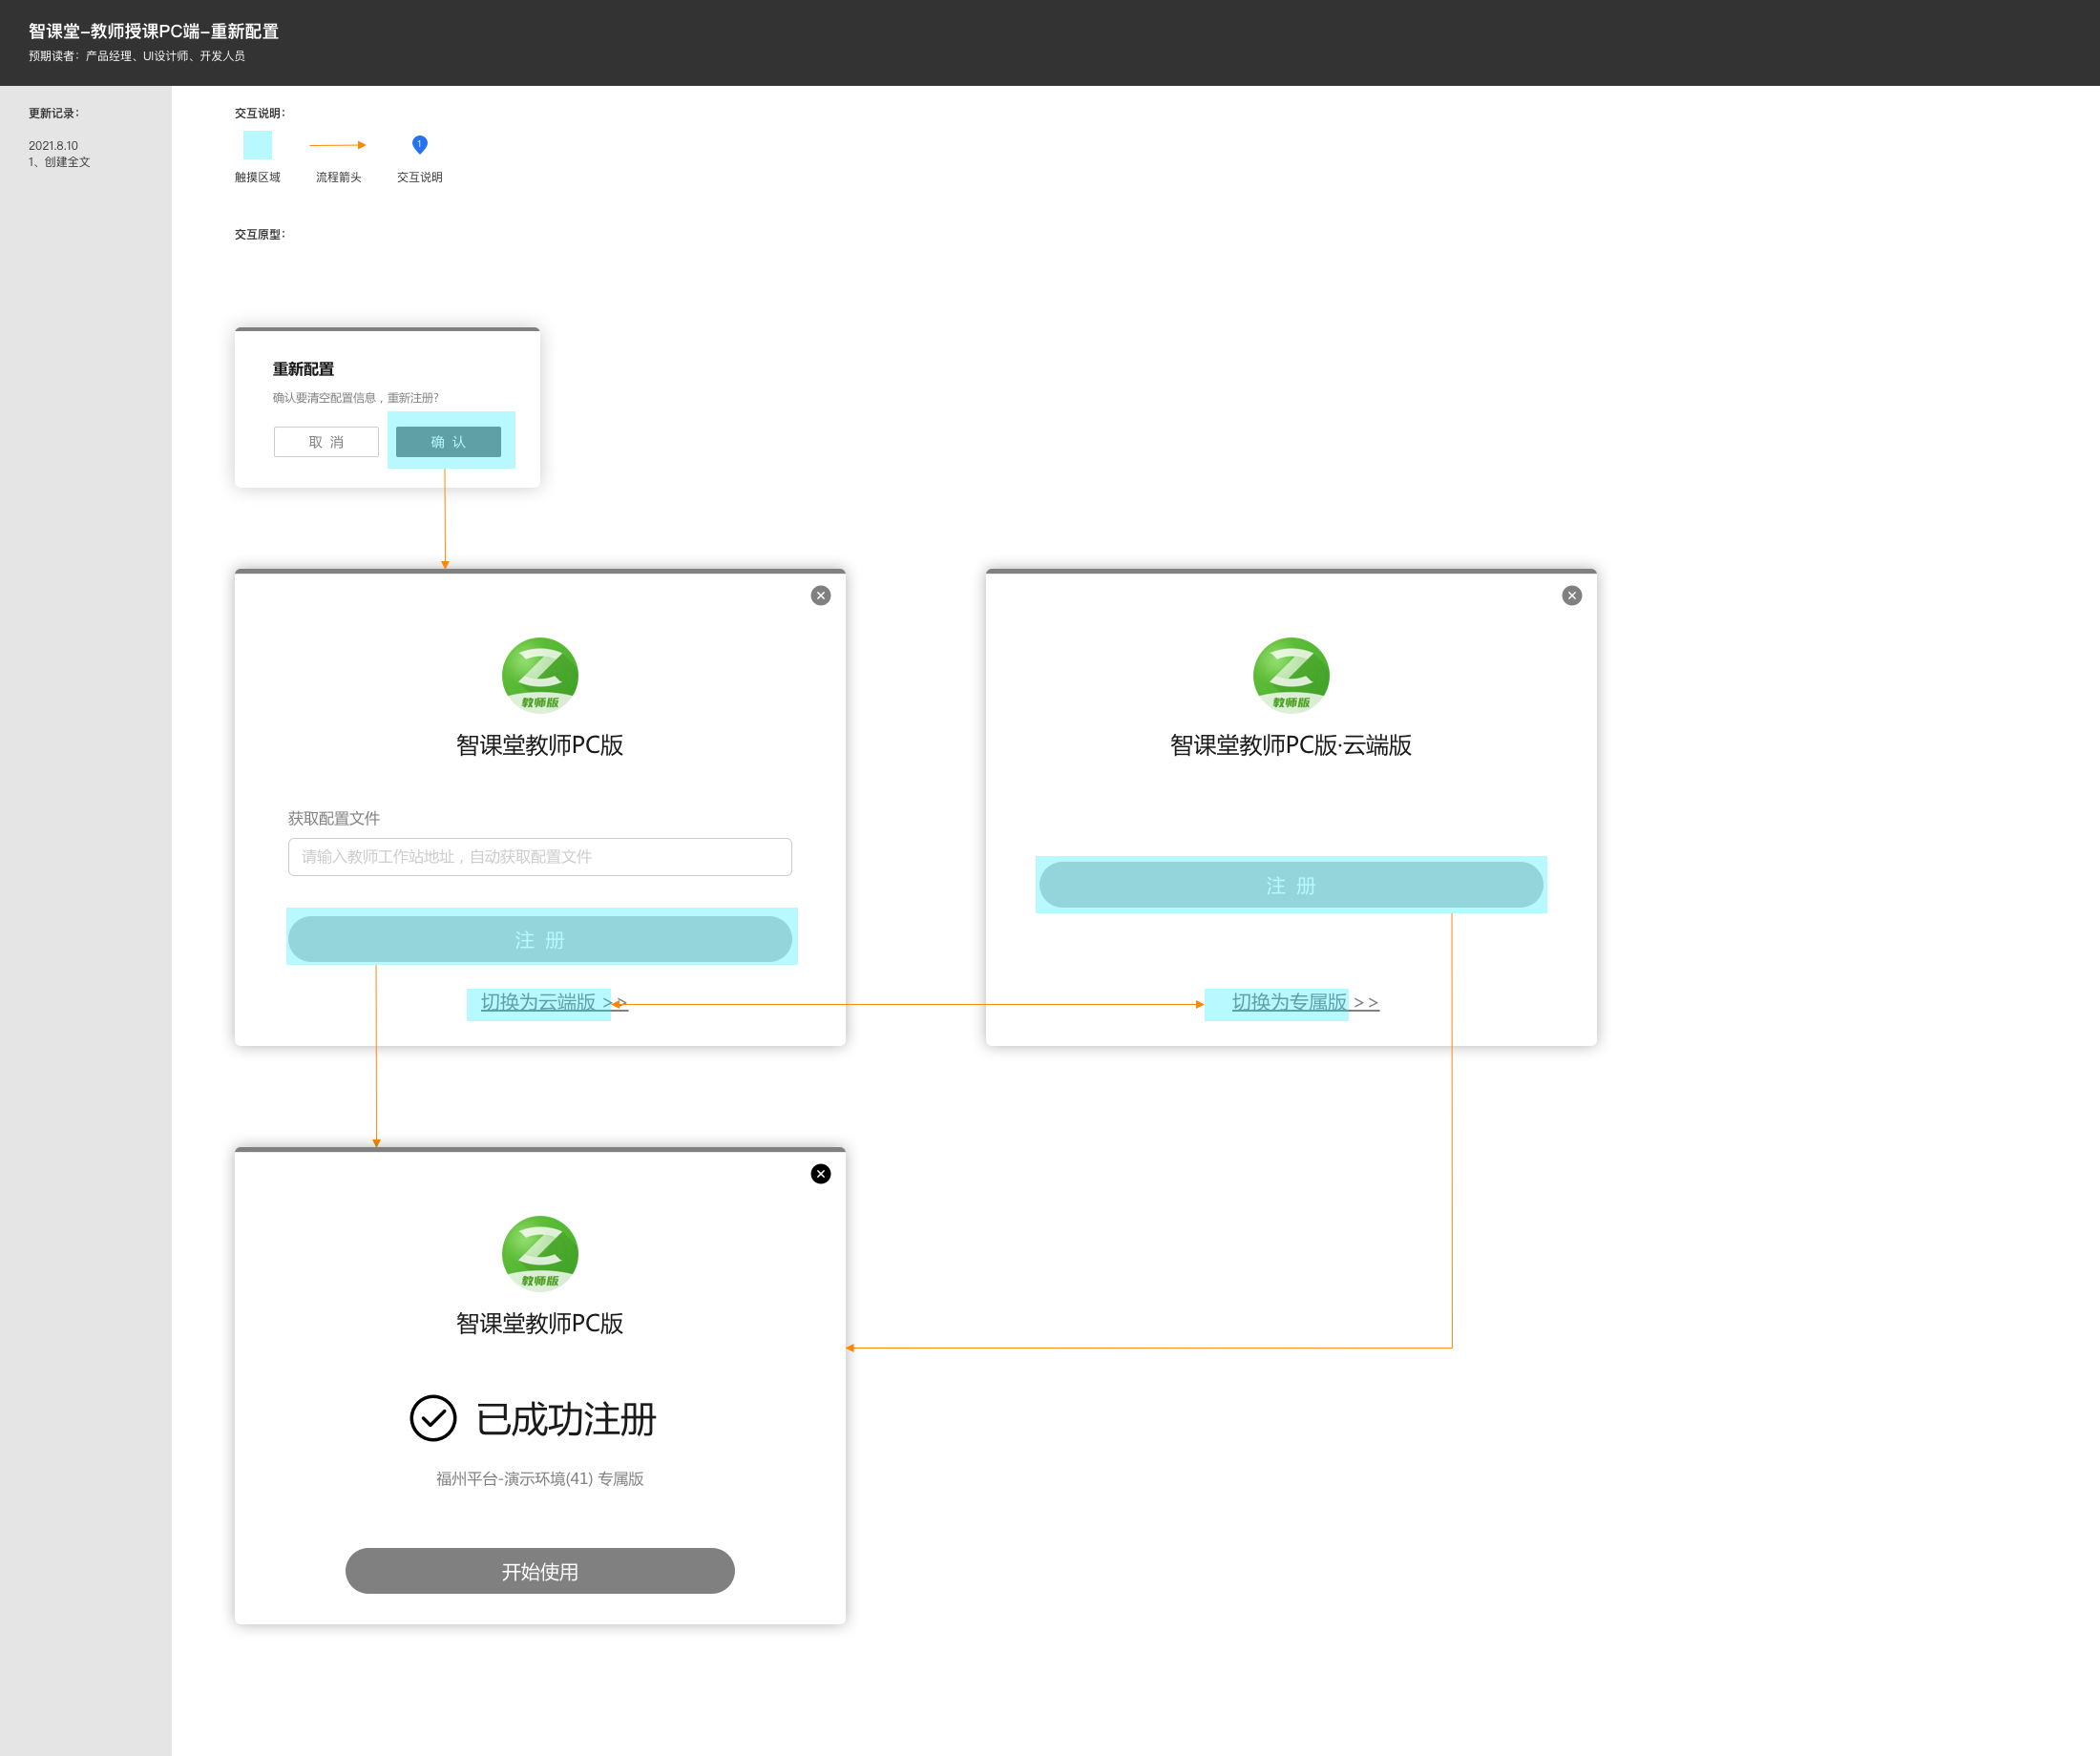 智课堂-教师授课PC端-重新配置
预期读者：产品经理、UI设计师、开发人员
更新记录：
2021.8.10
1、创建全文
交互说明：
1
触摸区域
流程箭头
交互说明
交互原型：
重新配置
确认要清空配置信息，重新注册?
取 消
确 认
教师版
智课堂教师PC版
获取配置文件
请输入教师工作站地址，自动获取配置文件
注 册
切换为云端版 >>
教师版
智课堂教师PC版·云端版
注 册
切换为专属版 >>
教师版
智课堂教师PC版
已成功注册
福州平台-演示环境(41) 专属版
开始使用